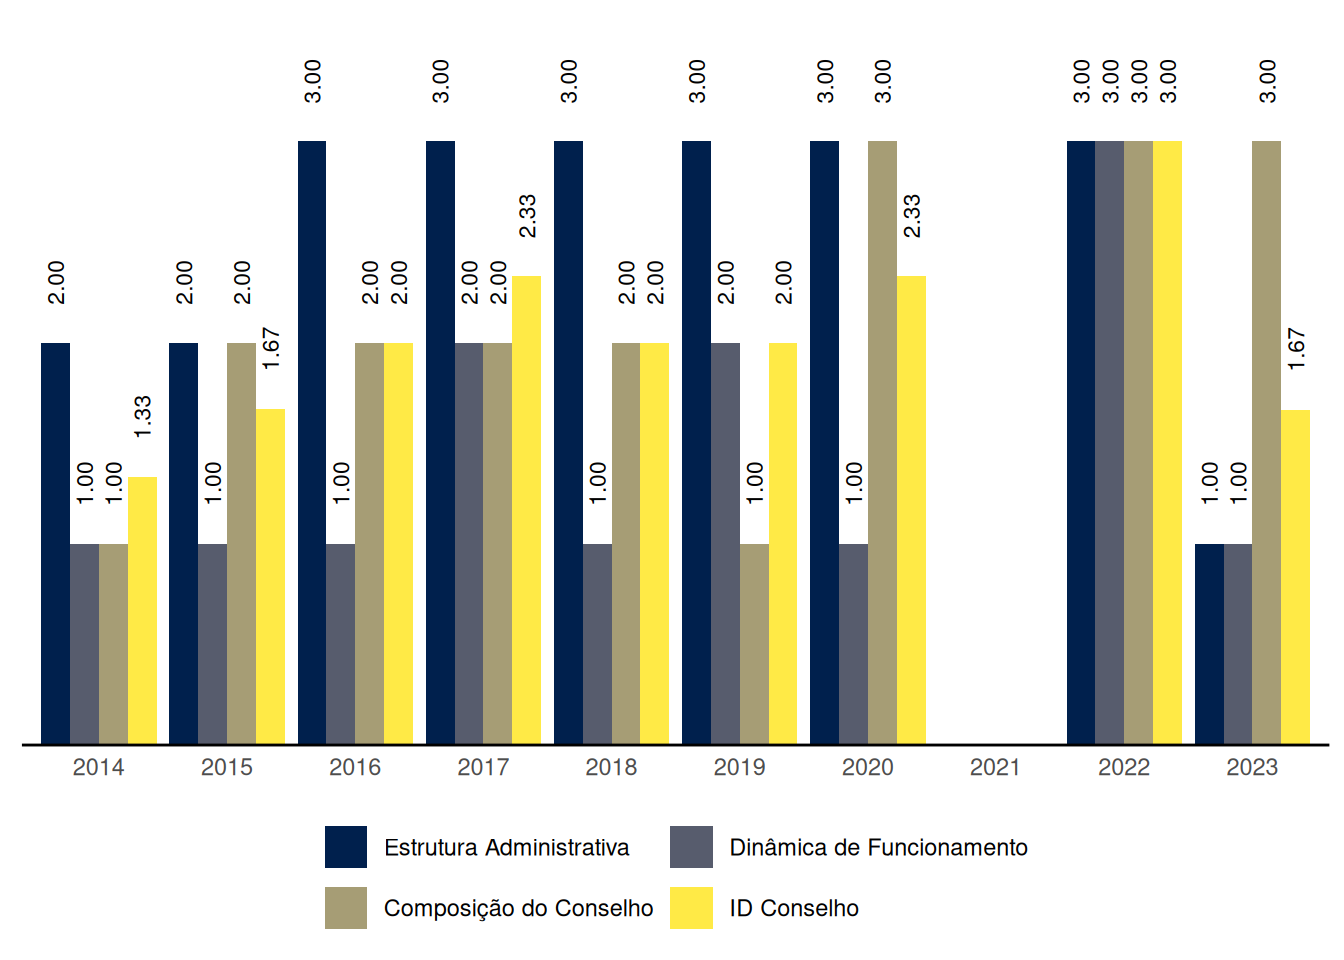 3.00 3.00 3.00 3.00 3.00 3.00 3.00 3.00 3.00 3.00 3.00
2.33 2.33
2.00 2.00 2.00 2.00 2.00 2.00 2.00 2.00 2.00 2.00 2.00
1.67 1.67
1.33
1.00 1.00 1.00 1.00 1.00 1.00 1.00 1.00 1.00
2014 2015 2016 2017 2018 2019 2020 2021 2022 2023
Estrutura Administrativa Dinâmica de Funcionamento
Composição do Conselho ID Conselho